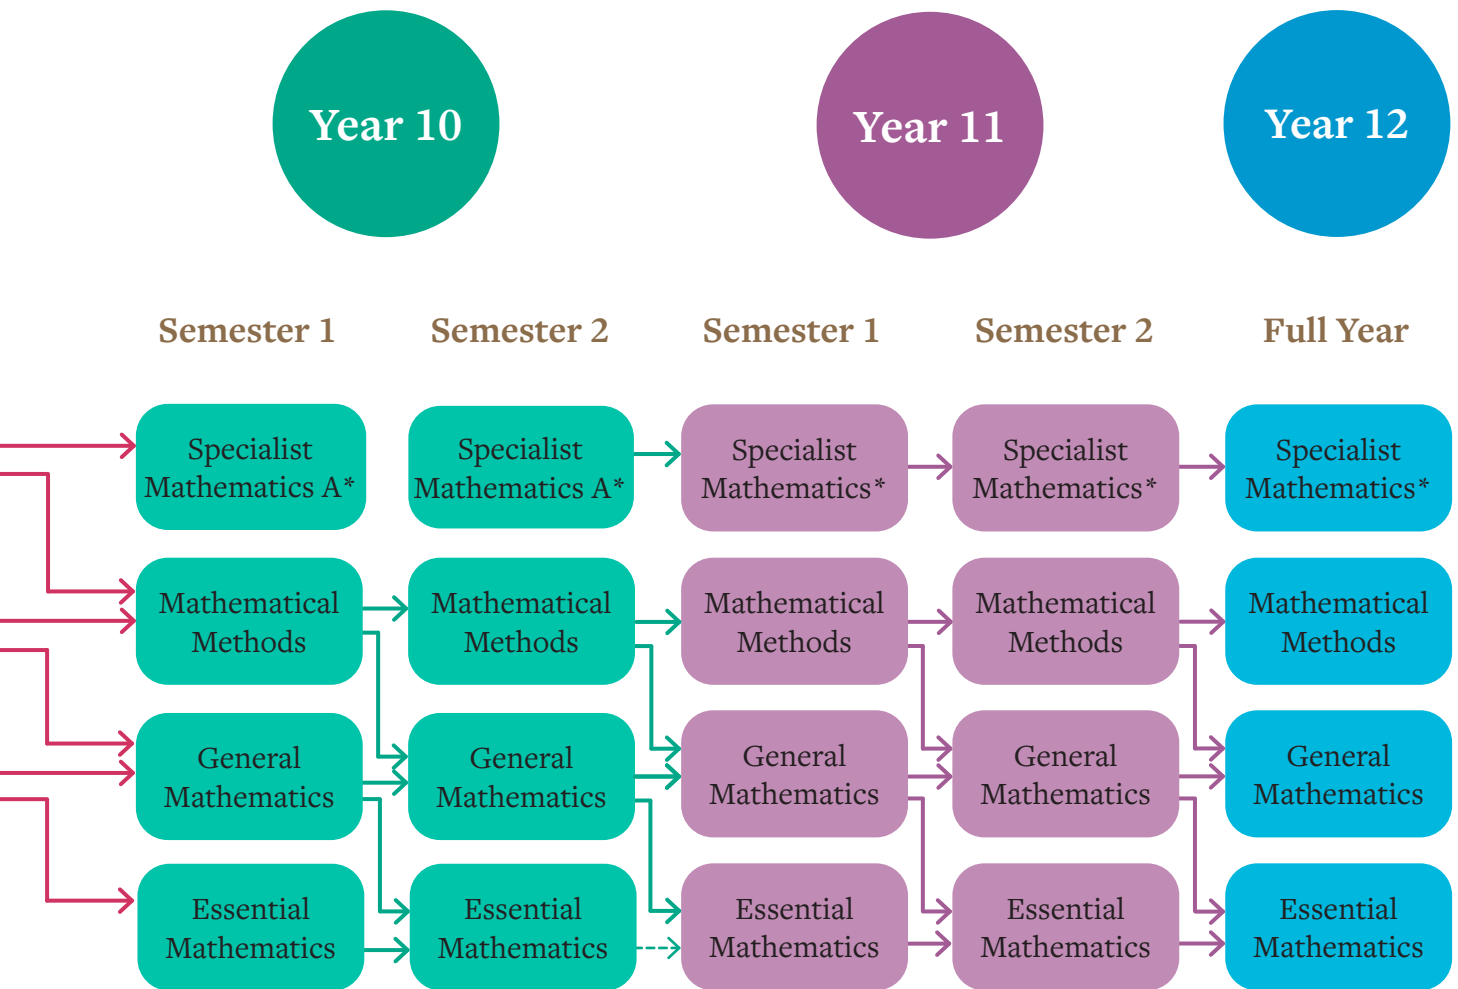 Year 10
Year 11
Year 12
Semester 1
Semester 2
Semester 1
Semester 2
Full Year
Specialist
Mathematics A*
Specialist
Mathematics A*
Specialist
Mathematics*
Specialist
Mathematics*
Specialist
Mathematics*
Mathematical
Methods
Mathematical
Methods
Mathematical
Methods
Mathematical
Methods
Mathematical
Methods
General
Mathematics
General
Mathematics
General
Mathematics
General
Mathematics
General
Mathematics
Essential
Mathematics
Essential
Mathematics
Essential
Mathematics
Essential
Mathematics
Essential
Mathematics